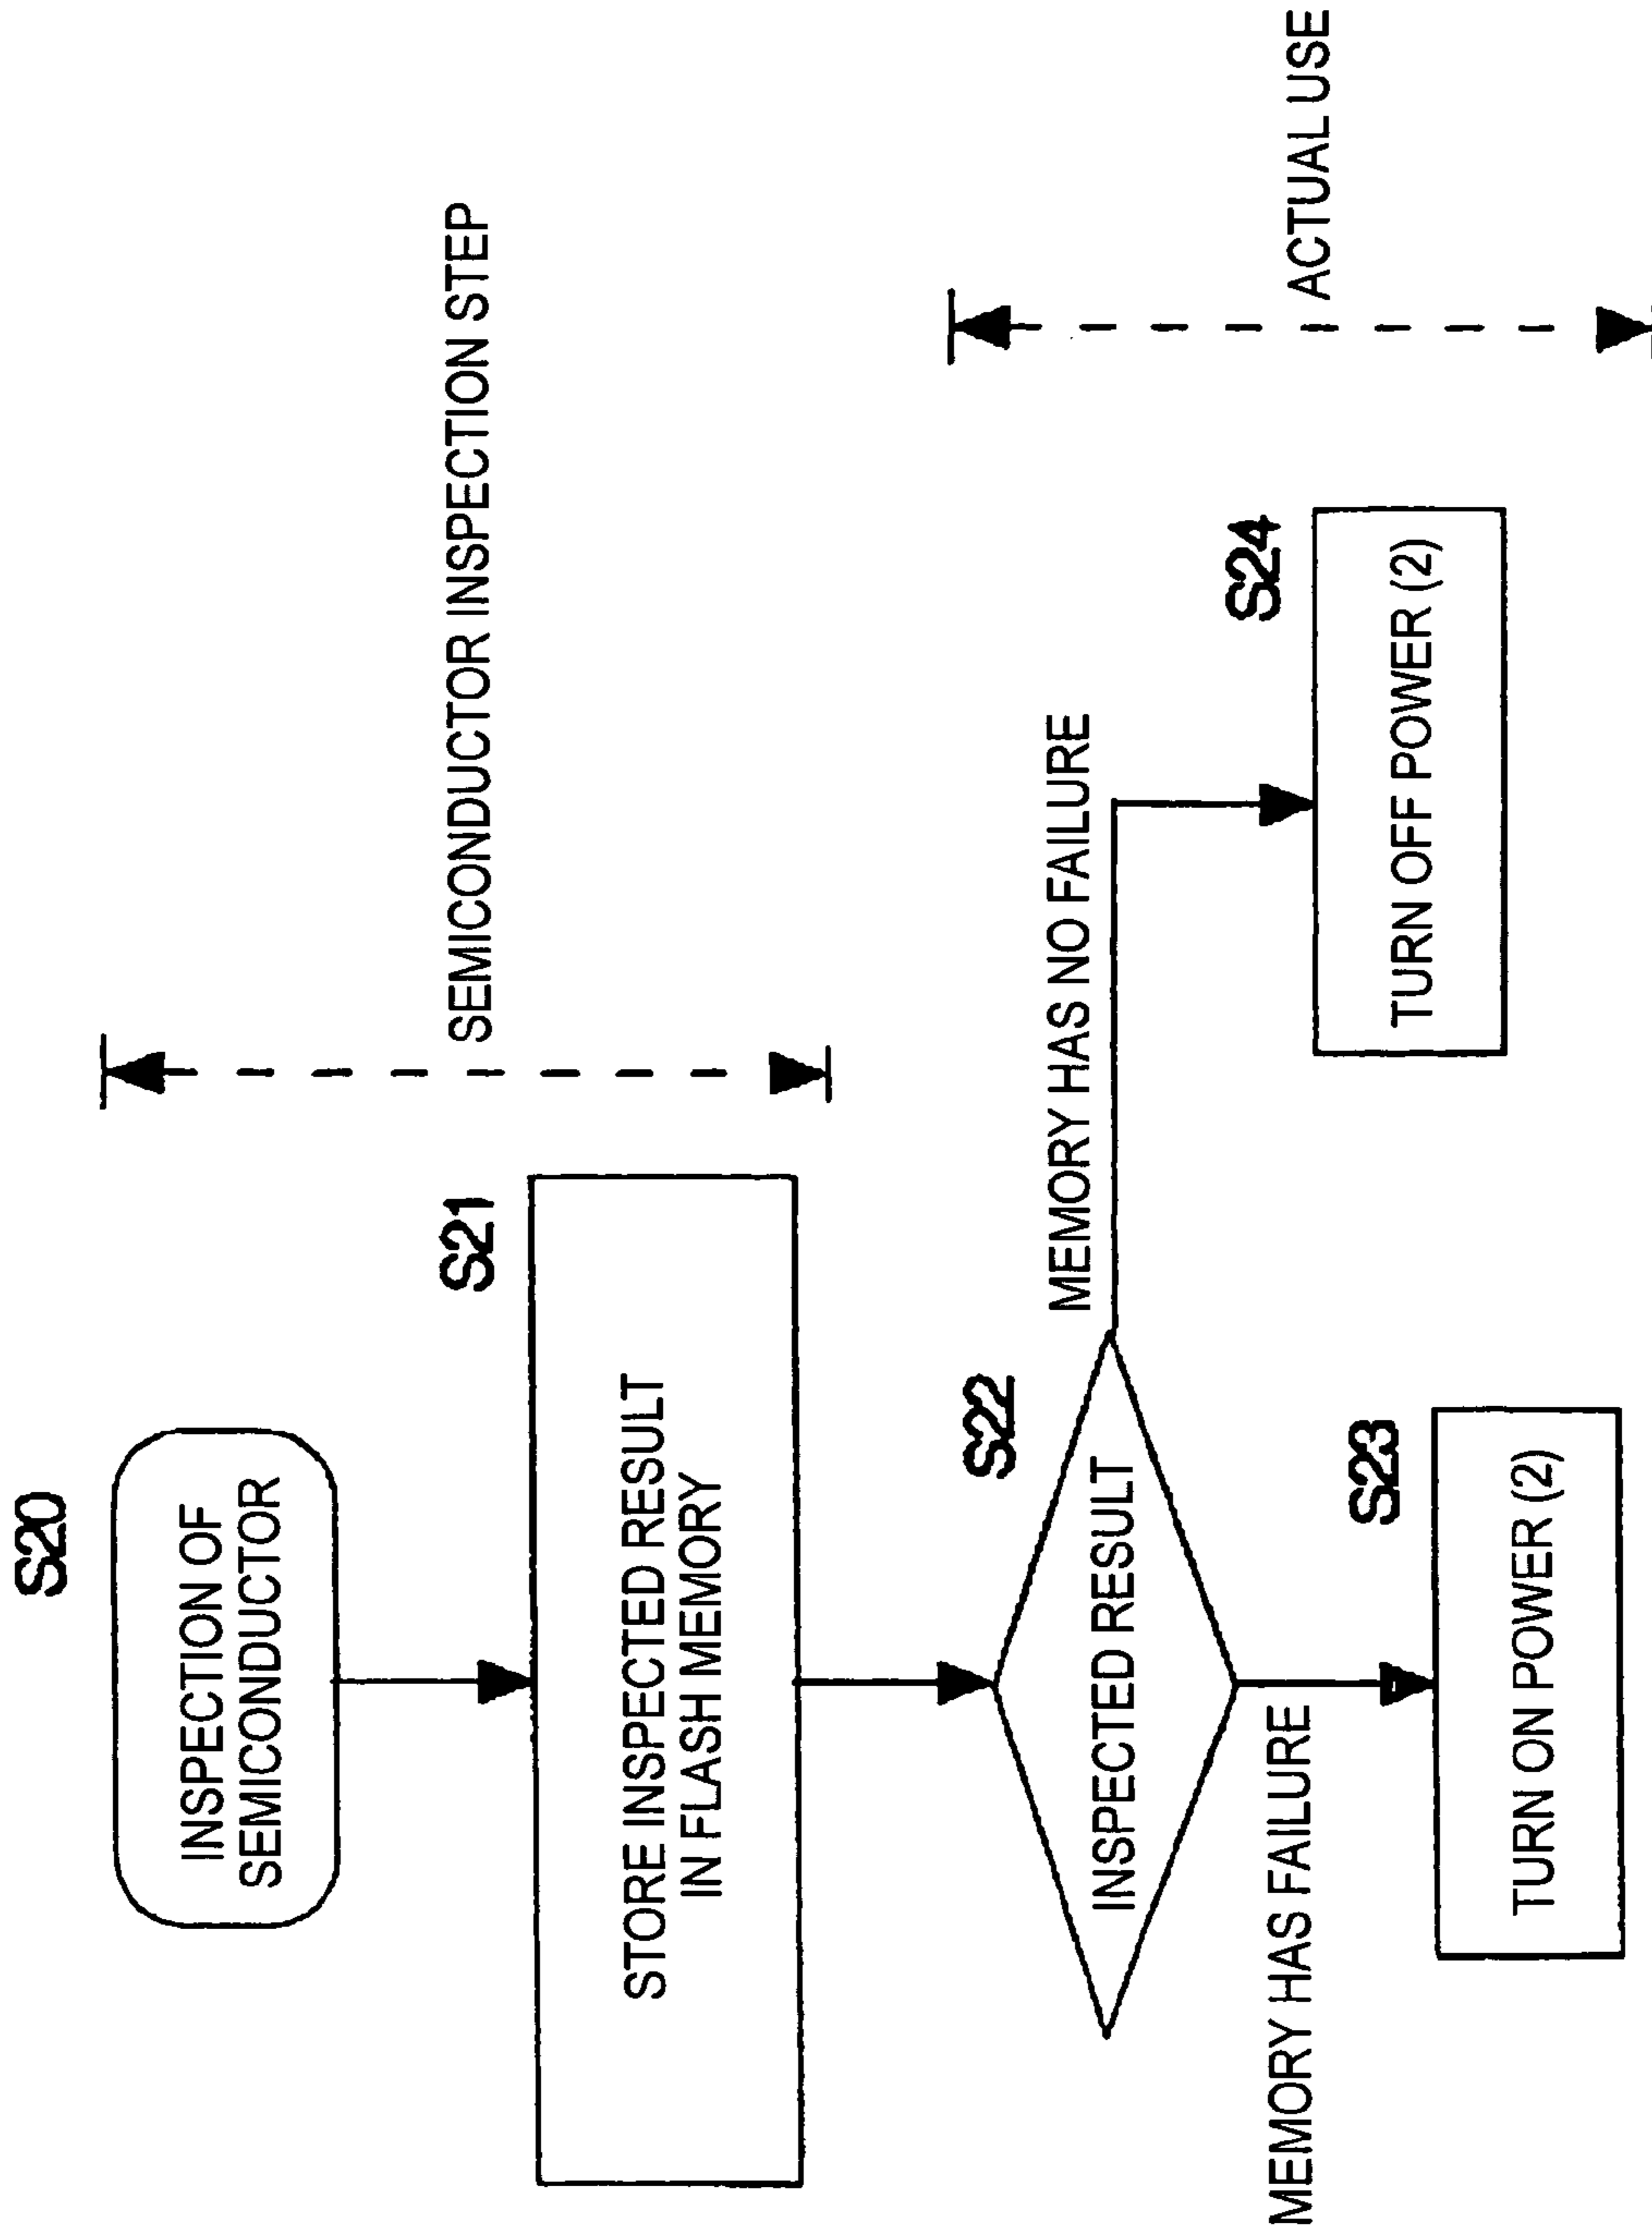 S20
INSPECTION OF
SEMICONDUCTOR
SEMICONDUCTOR INSPECTION STEP
S21
STORE INSPECTED RESULT
IN FLASH MEMORY
S22
INSPECTED RESULT
MEMORY HAS NO FAILURE
MEMORY HAS FAILURE
S23
TURN ON POWER (2)
S24
TURN OFF POWER (2)
ACTUAL USE